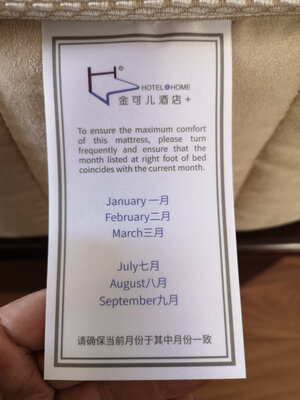 HOTEL@HOME
金可儿酒店+
To ensure the maximum comfort
of this mattress, please turn
frequently and ensure that the
month listed at right foot of bed
coincides with the current month.
January 一月
February二月
March三月
July七月
August八月
September九月
请确保当前月份于其中月份一致